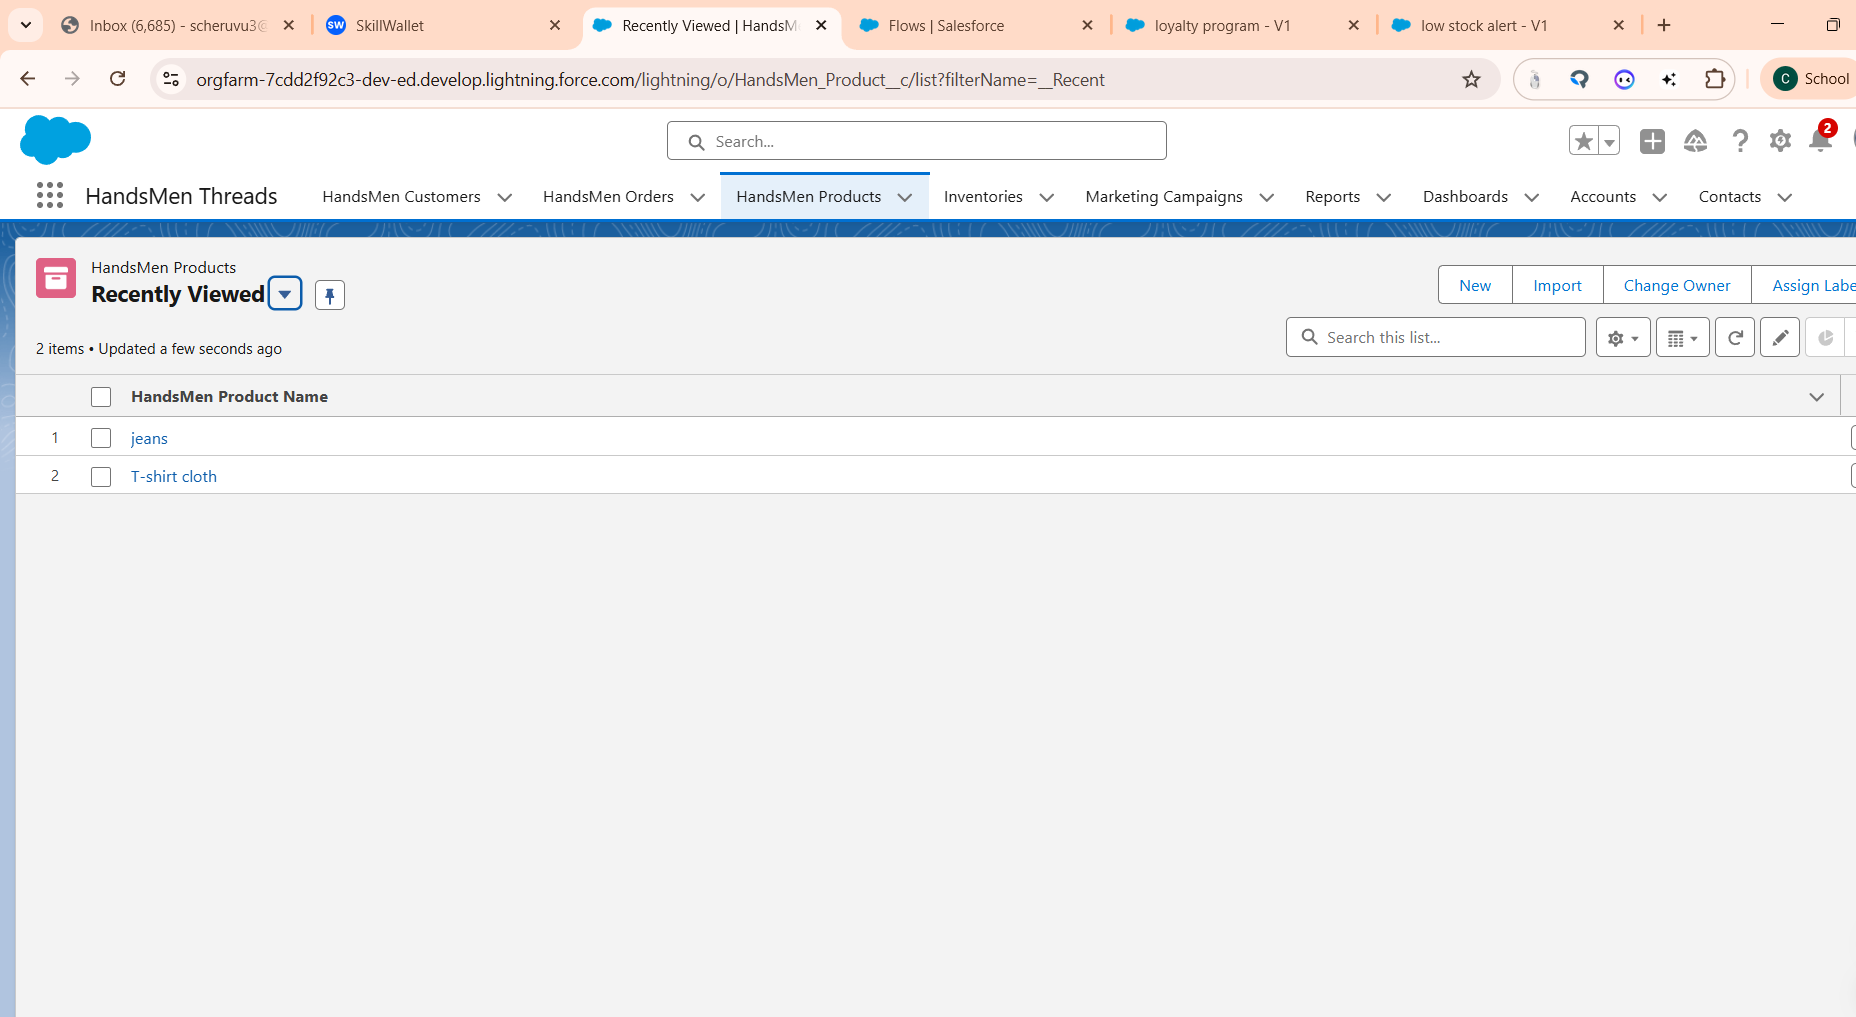 Inbox (6,685) - scheruvu3@
SW SkillWallet
Recently Viewed | HandsM
Flows | Salesforce
loyalty program - V1
low stock alert - V1
orgfarm-7cdd2f92c3-dev-ed.develop.lightning.force.com/lightning/o/HandsMen_Product__c/list?filterName=__Recent
C School
Search...
2
HandsMen Threads
HandsMen Customers
HandsMen Orders
HandsMen Products
Inventories
Marketing Campaigns
Reports
Dashboards
Accounts
Contacts
HandsMen Products
Recently Viewed
New
Import
Change Owner
Assign Labe
2 items • Updated a few seconds ago
Search this list...
HandsMen Product Name
1 jeans
2 T-shirt cloth